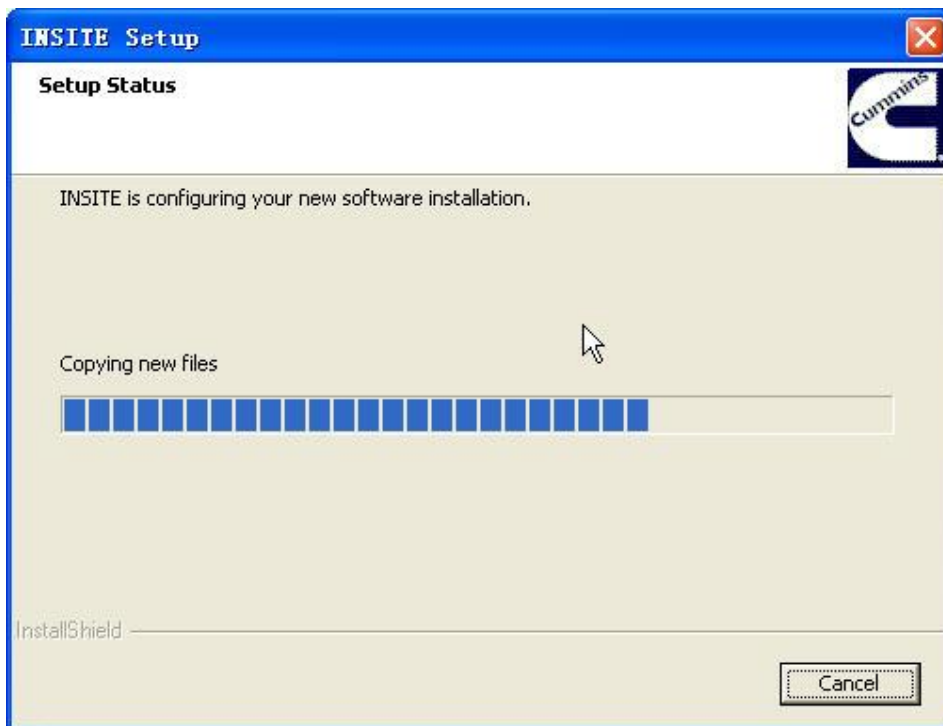 INSITE Setup
Setup Status
Cummins
INSITE is configuring your new software installation.
Copying new files
InstallShield
Cancel